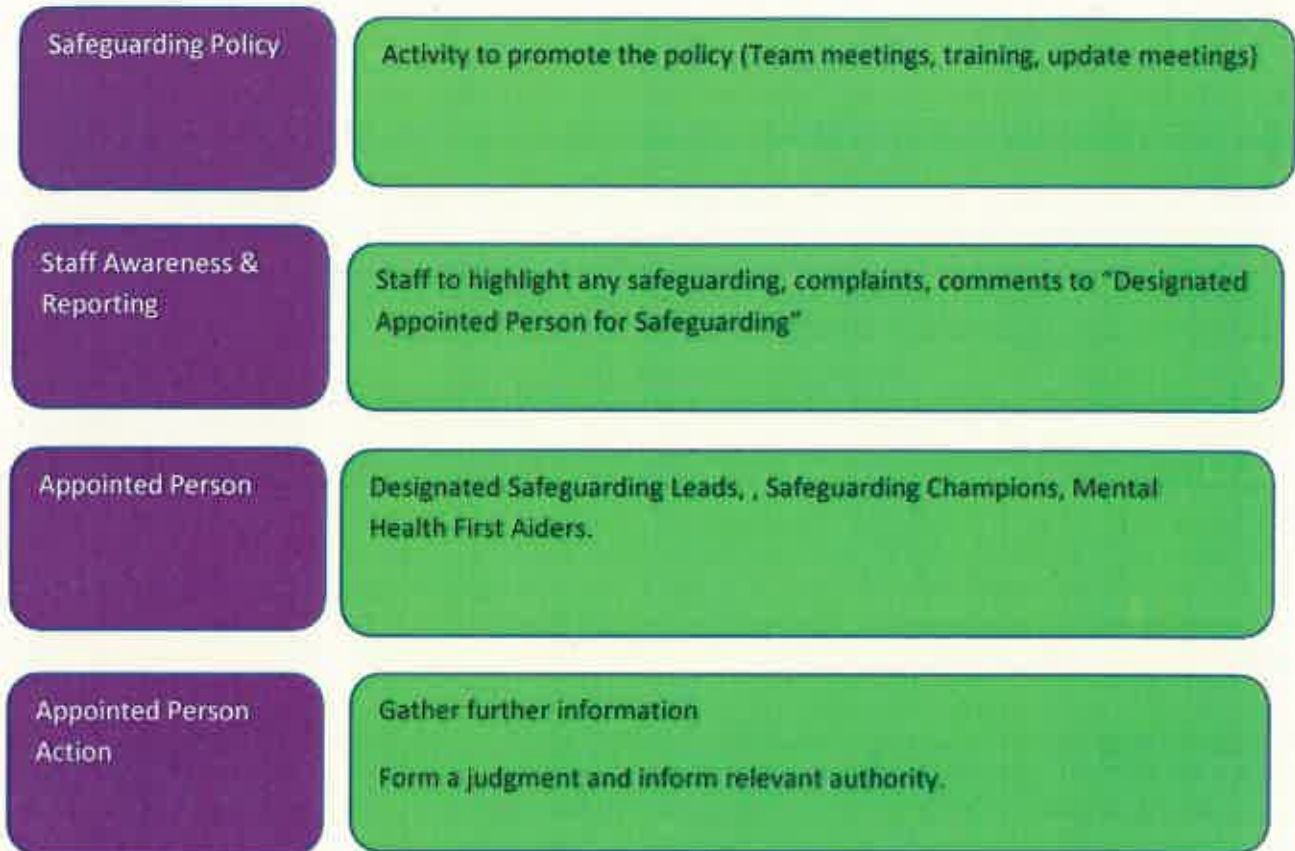 Safeguarding Policy
Activity to promote the policy (Team meetings, training, update meetings)
Staff Awareness &
Reporting
Staff to highlight any safeguarding, complaints, comments to "Designated
Appointed Person for Safeguarding"
Appointed Person
Designated Safeguarding Leads, , Safeguarding Champions, Mental
Health First Aiders.
Appointed Person
Action
Gather further information
Form a judgment and inform relevant authority.